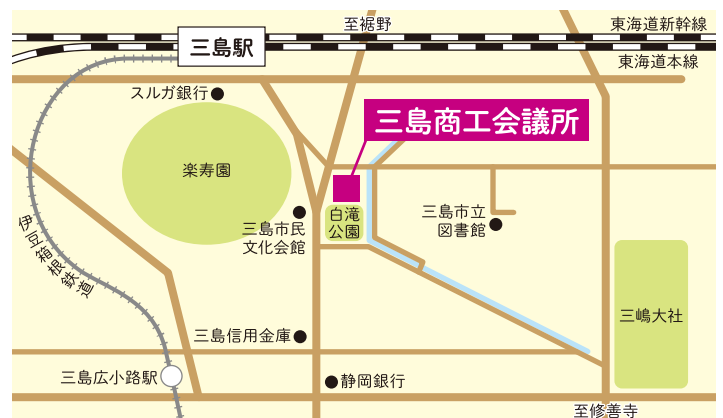 至裾野
東海道新幹線
三島駅
東海道本線
スルガ銀行
三島商工会議所
楽寿園
白滝
公園
三島市立
図書館
三島市民
文化会館
伊豆箱根鉄道
三嶋大社
三島信用金庫
三島広小路駅
静岡銀行
至修善寺